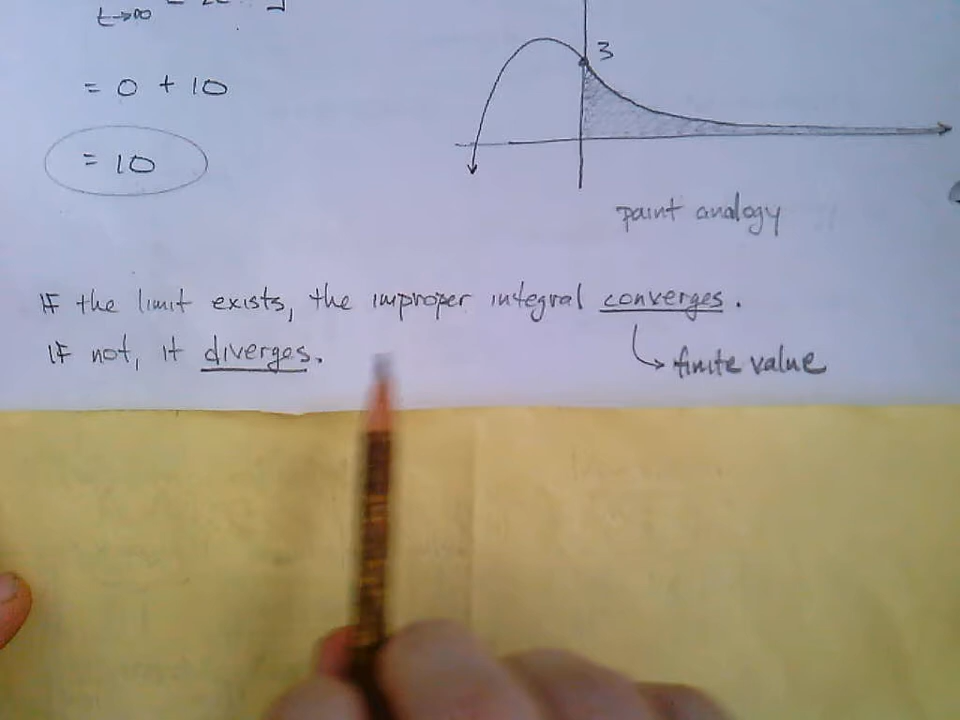 t→∞
= 0 + 10
= 10
3
paint analogy
If the limit exists, the improper integral converges.
If not, it diverges.
finite value